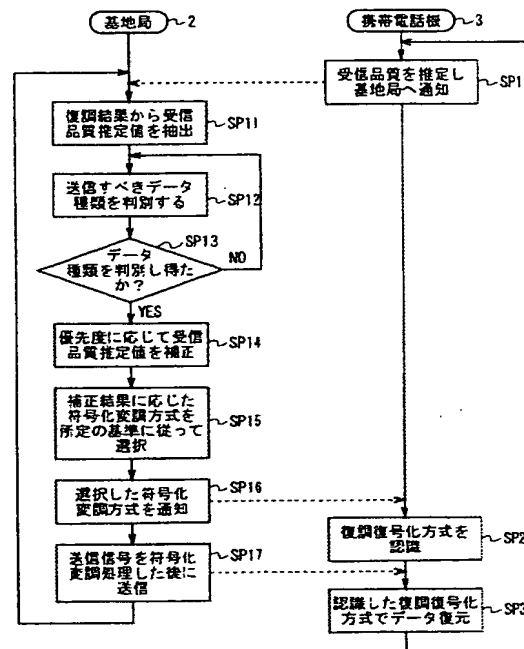 基地局
2
復調結果から受信
品質推定値を抽出
SP11
送信すべきデータ
種類を判別する
SP12
SP13
データ
種類を判別し得た
か？
NO
YES
優先度に応じて受信
品質推定値を補正
SP14
補正結果に応じた
符号化変調方式を
所定の基準に従って
選択
SP15
選択した符号化
変調方式を通知
SP16
送信信号を符号化
変調処理した後に
送信
SP17
携帯電話機
3
受信品質を推定し
基地局へ通知
SP1
復調復号化方式を
認識
SP2
認識した復調復号化
方式でデータ復元
SP3